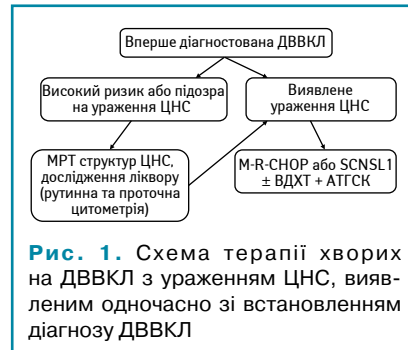 Вперше діагностована ДВВКЛ
Високий ризик або підозра
на ураження ЦНС
Виявлене
ураження ЦНС
МРТ структур ЦНС,
дослідження ліквору
(рутинна та проточна
цитометрія)
M-R-CHOP або SCNSL1
± ВДХТ + АТГСК
Рис. 1. Схема терапії хворих
на ДВВКЛ з ураженням ЦНС, вияв-
леним одночасно зі встановленням
діагнозу ДВВКЛ